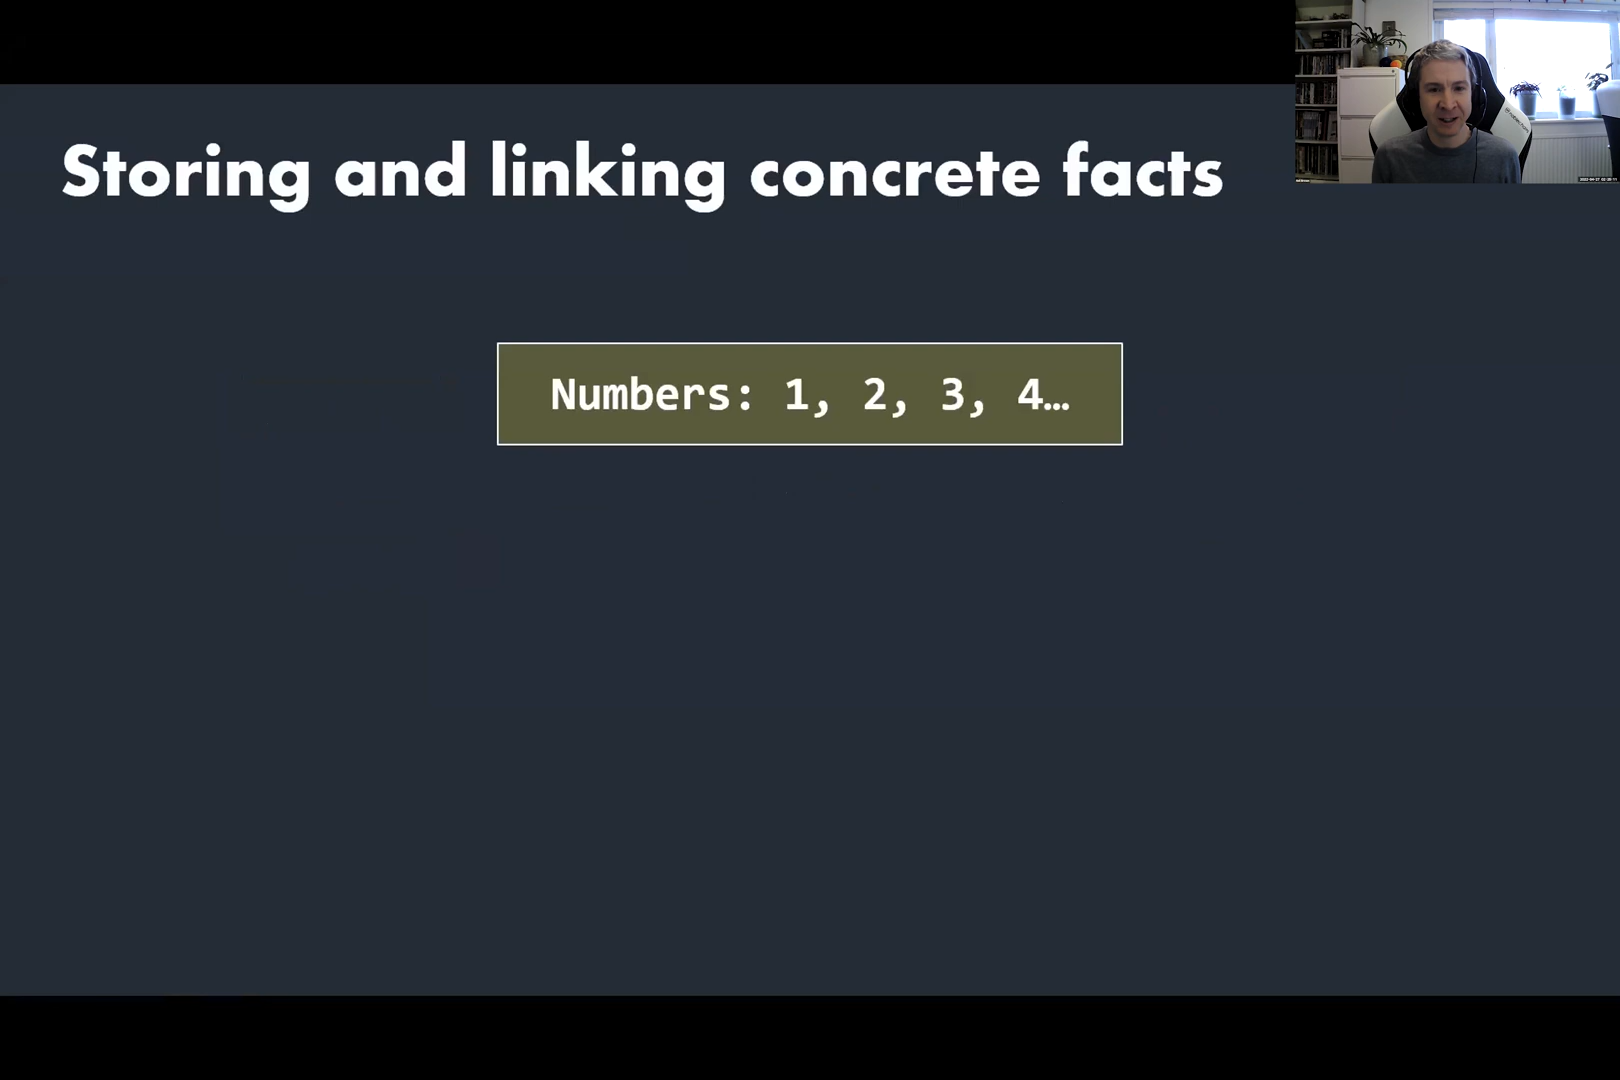 Storing and linking concrete facts
Numbers: 1, 2, 3, 4…